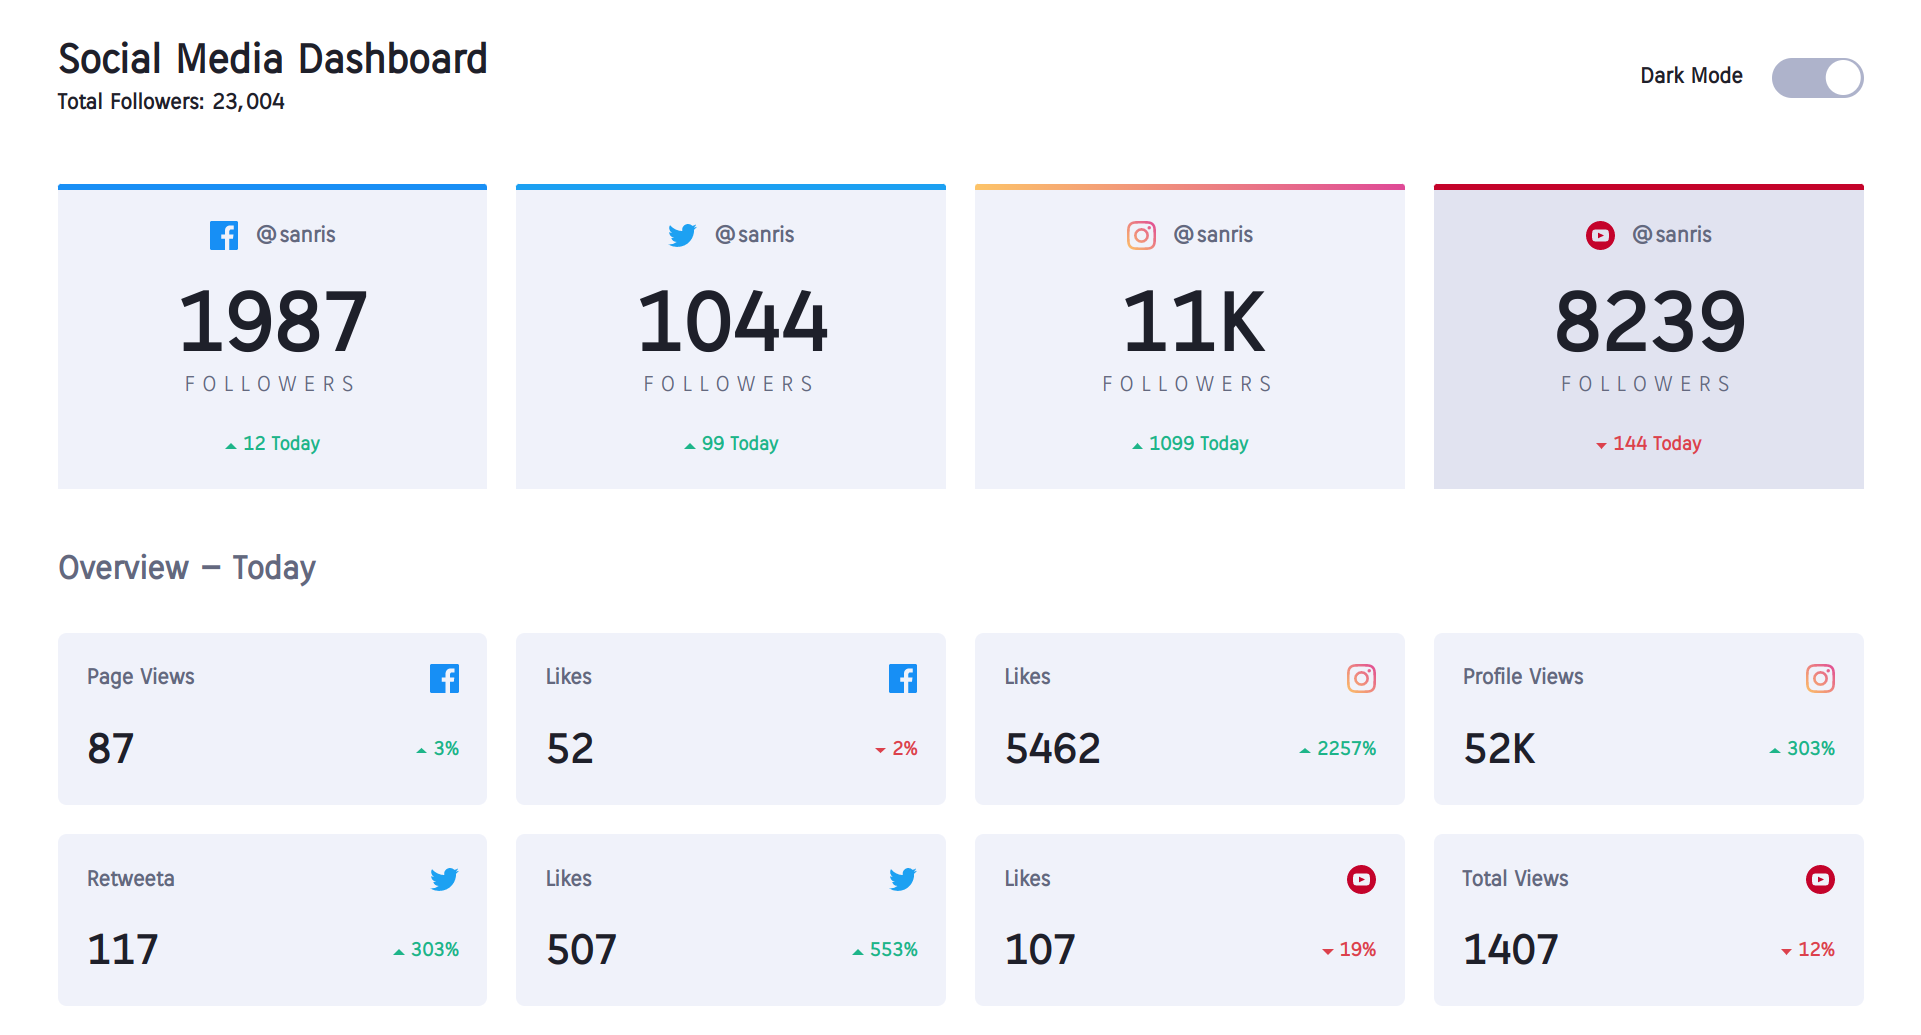 Social Media Dashboard
Total Followers: 23,004
Dark Mode
@sanris
1987
FOLLOWERS
12 Today
@sanris
1044
FOLLOWERS
99 Today
@sanris
11K
FOLLOWERS
1099 Today
@sanris
8239
FOLLOWERS
144 Today
Overview – Today
Page Views
87
3%
Likes
52
2%
Likes
5462
2257%
Profile Views
52K
303%
Retweeta
117
303%
Likes
507
553%
Likes
107
19%
Total Views
1407
12%